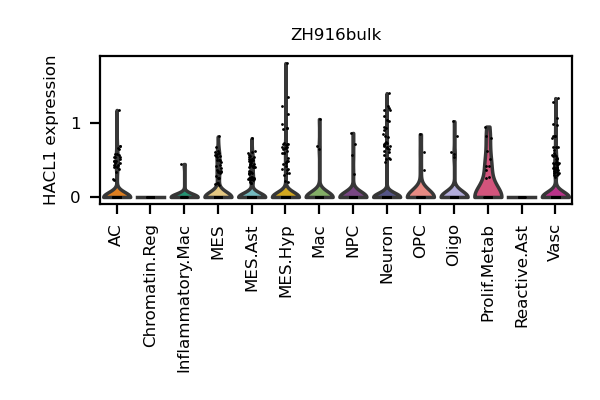 ZH916bulk
HACL1 expression
1
0
AC
Chromatin.Reg
Inflammatory.Mac
MES
MES.Ast
MES.Hyp
Mac
NPC
Neuron
OPC
Oligo
Prolif.Metab
Reactive.Ast
Vasc